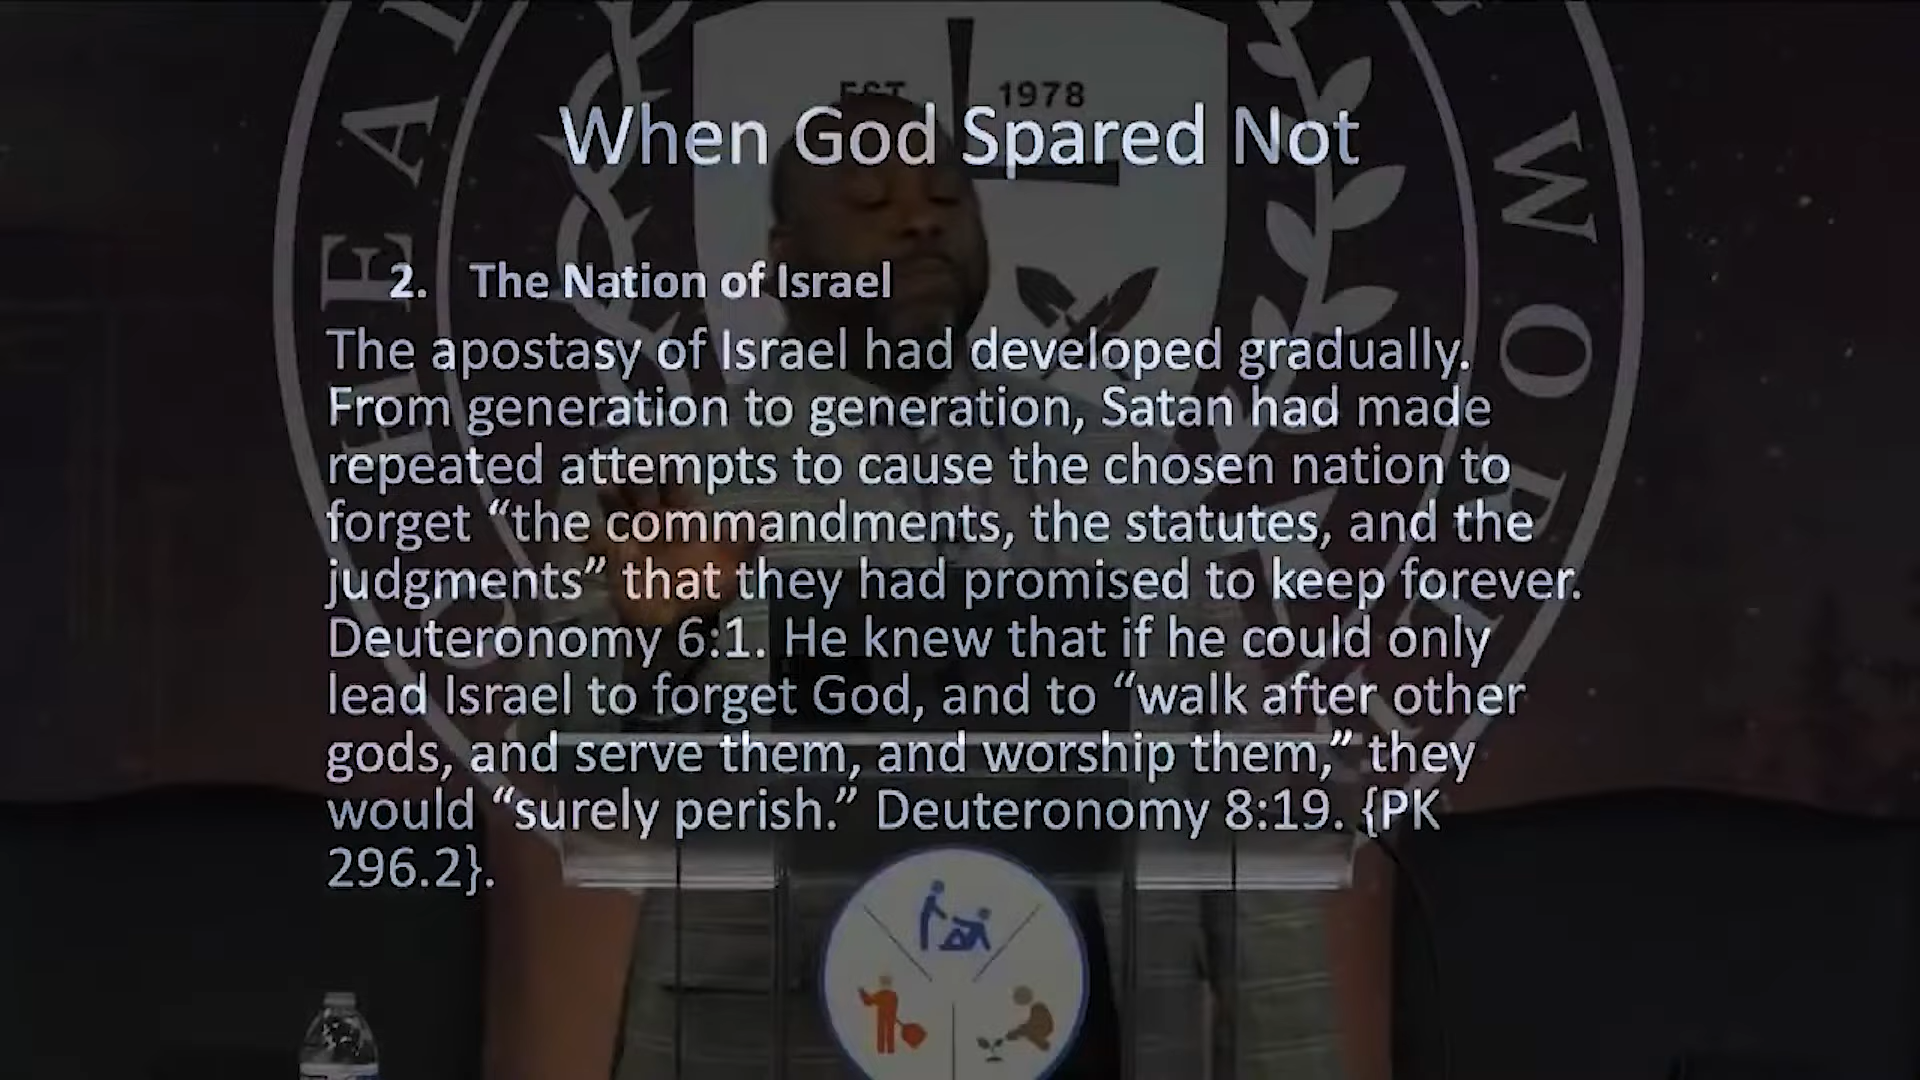 EST 1978
When God Spared Not
2. The Nation of Israel
The apostasy of Israel had developed gradually.
From generation to generation, Satan had made
repeated attempts to cause the chosen nation to
forget “the commandments, the statutes, and the
judgments” that they had promised to keep forever.
Deuteronomy 6:1. He knew that if he could only
lead Israel to forget God, and to “walk after other
gods, and serve them, and worship them,” they
would “surely perish.” Deuteronomy 8:19. {PK
296.2}.